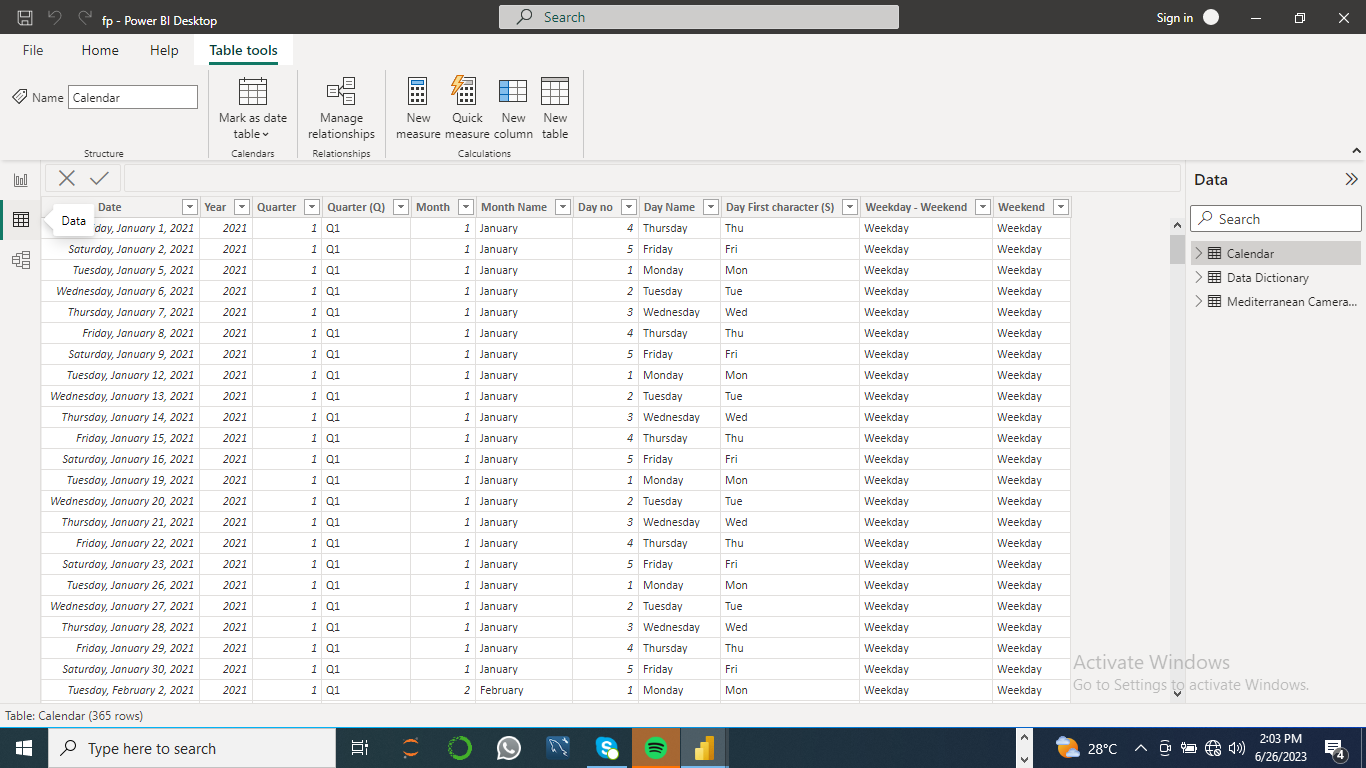 fp - Power BI Desktop
Search
Sign in
File Home Help Table tools
Name Calendar
Mark as date table
Manage relationships
New measure
Quick measure
New column
New table
Structure Calendars Relationships Calculations
Data
Date Year Quarter Quarter (Q) Month Month Name Day no Day Name Day First character (S) Weekday - Weekend Weekend
day, January 1, 2021 2021 1 Q1 1 January 4 Thursday Thu Weekday Weekday
Saturday, January 2, 2021 2021 1 Q1 1 January 5 Friday Fri Weekday Weekday
Tuesday, January 5, 2021 2021 1 Q1 1 January 1 Monday Mon Weekday Weekday
Wednesday, January 6, 2021 2021 1 Q1 1 January 2 Tuesday Tue Weekday Weekday
Thursday, January 7, 2021 2021 1 Q1 1 January 3 Wednesday Wed Weekday Weekday
Friday, January 8, 2021 2021 1 Q1 1 January 4 Thursday Thu Weekday Weekday
Saturday, January 9, 2021 2021 1 Q1 1 January 5 Friday Fri Weekday Weekday
Tuesday, January 12, 2021 2021 1 Q1 1 January 1 Monday Mon Weekday Weekday
Wednesday, January 13, 2021 2021 1 Q1 1 January 2 Tuesday Tue Weekday Weekday
Thursday, January 14, 2021 2021 1 Q1 1 January 3 Wednesday Wed Weekday Weekday
Friday, January 15, 2021 2021 1 Q1 1 January 4 Thursday Thu Weekday Weekday
Saturday, January 16, 2021 2021 1 Q1 1 January 5 Friday Fri Weekday Weekday
Tuesday, January 19, 2021 2021 1 Q1 1 January 1 Monday Mon Weekday Weekday
Wednesday, January 20, 2021 2021 1 Q1 1 January 2 Tuesday Tue Weekday Weekday
Thursday, January 21, 2021 2021 1 Q1 1 January 3 Wednesday Wed Weekday Weekday
Friday, January 22, 2021 2021 1 Q1 1 January 4 Thursday Thu Weekday Weekday
Saturday, January 23, 2021 2021 1 Q1 1 January 5 Friday Fri Weekday Weekday
Tuesday, January 26, 2021 2021 1 Q1 1 January 1 Monday Mon Weekday Weekday
Wednesday, January 27, 2021 2021 1 Q1 1 January 2 Tuesday Tue Weekday Weekday
Thursday, January 28, 2021 2021 1 Q1 1 January 3 Wednesday Wed Weekday Weekday
Friday, January 29, 2021 2021 1 Q1 1 January 4 Thursday Thu Weekday Weekday
Saturday, January 30, 2021 2021 1 Q1 1 January 5 Friday Fri Weekday Weekday
Tuesday, February 2, 2021 2021 1 Q1 2 February 1 Monday Mon Weekday Weekday
Data
Search
Calendar
Data Dictionary
Mediterranean Camera...
Activate Windows
Go to Settings to activate Windows.
Table: Calendar (365 rows)
Type here to search
28°C
2:03 PM
6/26/2023
4